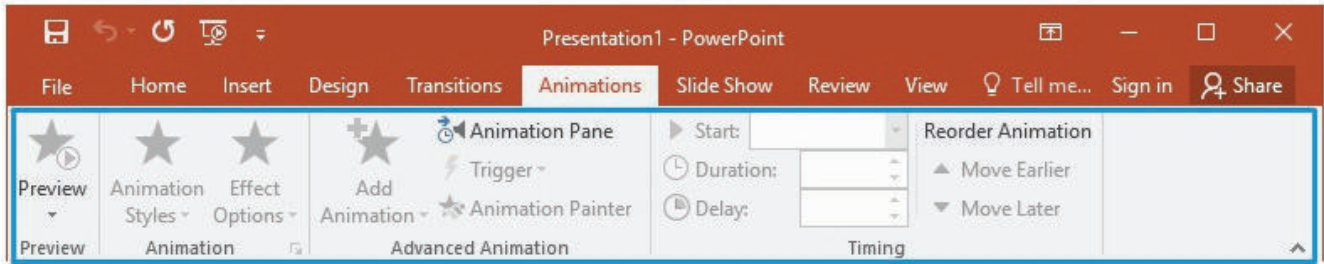 Presentation1 - PowerPoint
File Home Insert Design Transitions Animations Slide Show Review View Tell me... Sign in Share
Preview
Animation Styles
Effect Options
Add Animation
Animation Pane
Trigger
Animation Painter
Start:
Duration:
Delay:
Reorder Animation
Move Earlier
Move Later
Preview Animation Advanced Animation Timing